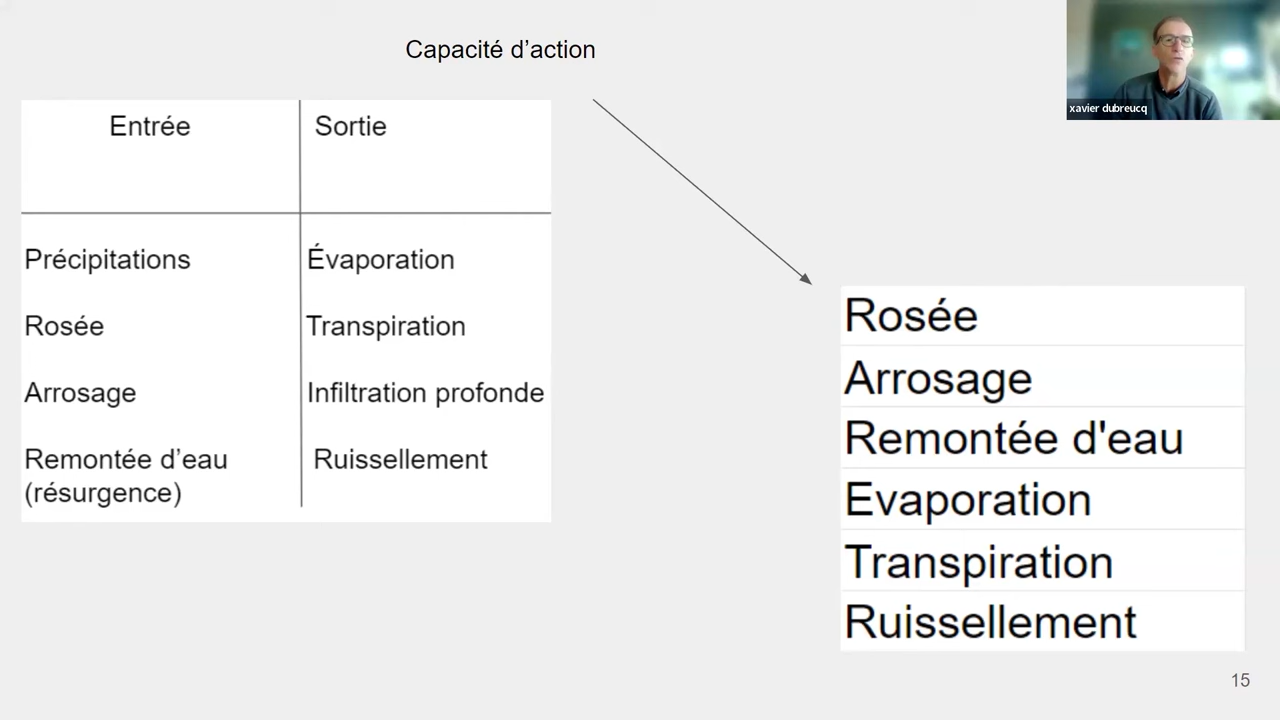 Capacité d’action
xavier dubreucq
Entrée
Sortie
Précipitations
Évaporation
Rosée
Transpiration
Arrosage
Infiltration profonde
Remontée d’eau
(résurgence)
Ruissellement
Rosée
Arrosage
Remontée d'eau
Evaporation
Transpiration
Ruissellement
15